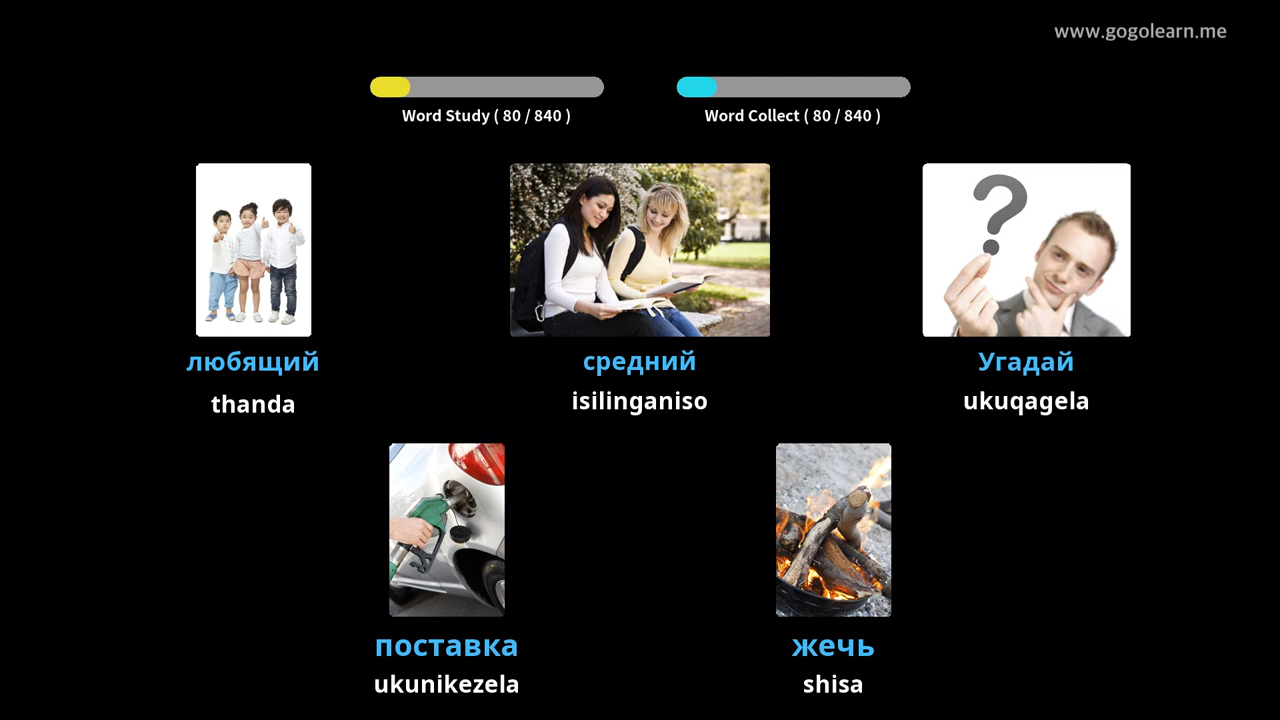 www.gogolearn.me
Word Study ( 80 / 840 )
Word Collect ( 80 / 840 )
любящий
thanda
средний
isilinganiso
Угадай
ukuqagela
поставка
ukunikezela
жечь
shisa